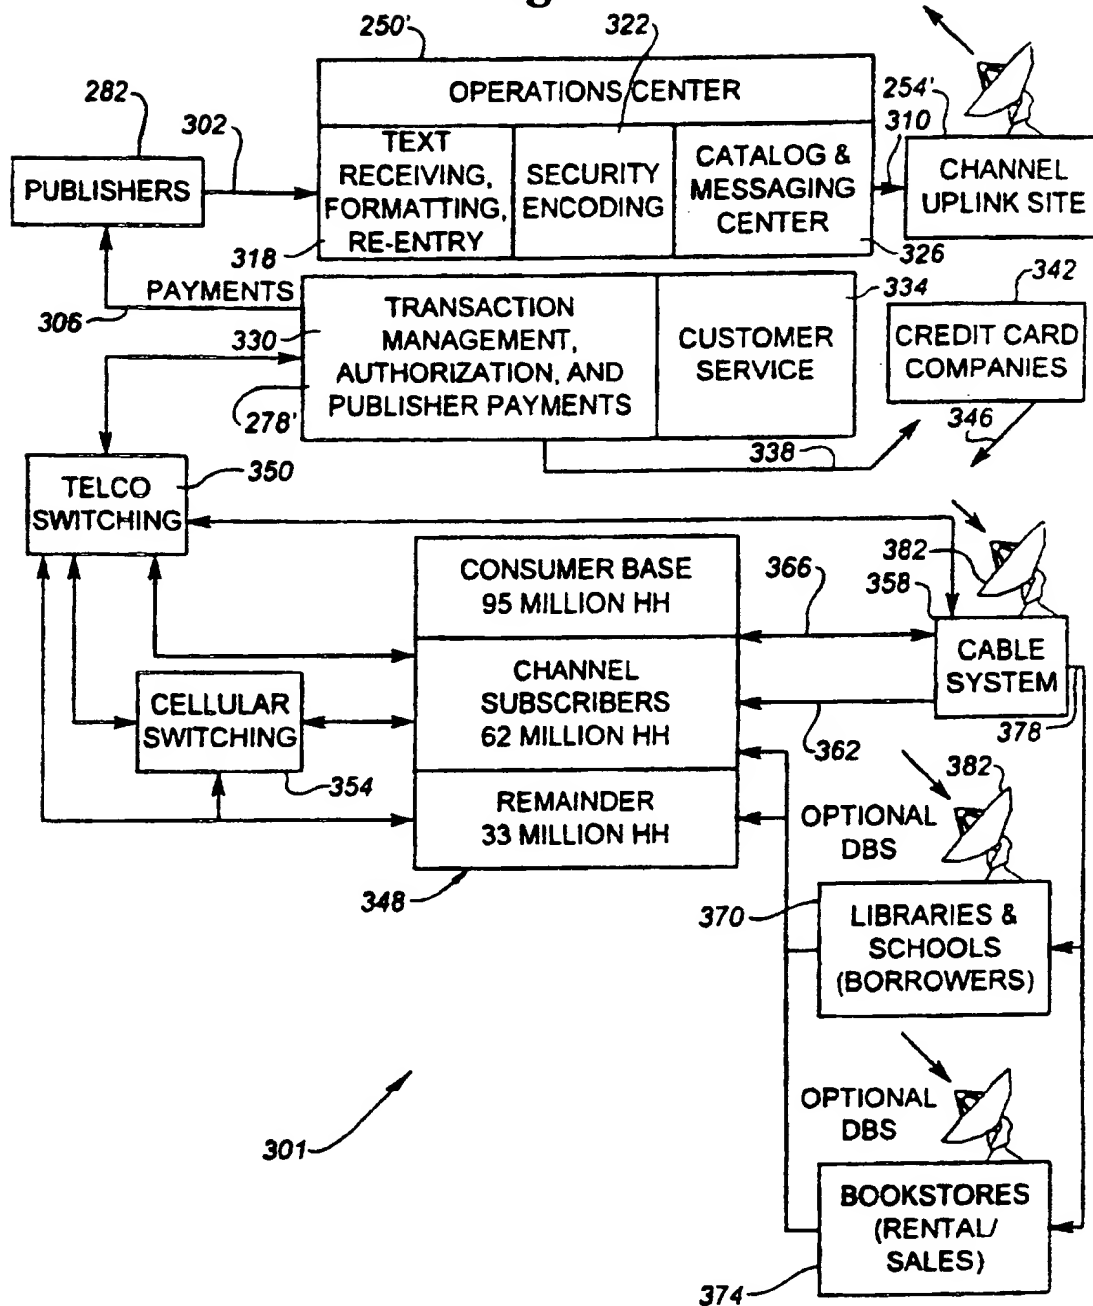 g
322
250'
OPERATIONS CENTER
254'
282
302
310
TEXT
RECEIVING,
FORMATTING,
RE-ENTRY
SECURITY
ENCODING
CATALOG &
MESSAGING
CENTER
CHANNEL
UPLINK SITE
PUBLISHERS
318
326
342
PAYMENTS
334
306
330
TRANSACTION
MANAGEMENT,
AUTHORIZATION, AND
PUBLISHER PAYMENTS
CUSTOMER
SERVICE
CREDIT CARD
COMPANIES
278'
346
338
350
TELCO
SWITCHING
382
CONSUMER BASE
95 MILLION HH
366
358
CABLE
SYSTEM
CHANNEL
SUBSCRIBERS
62 MILLION HH
CELLULAR
SWITCHING
378
362
382
354
REMAINDER
33 MILLION HH
OPTIONAL
DBS
348
370
LIBRARIES &
SCHOOLS
(BORROWERS)
OPTIONAL
DBS
301
BOOKSTORES
(RENTAL/
SALES)
374